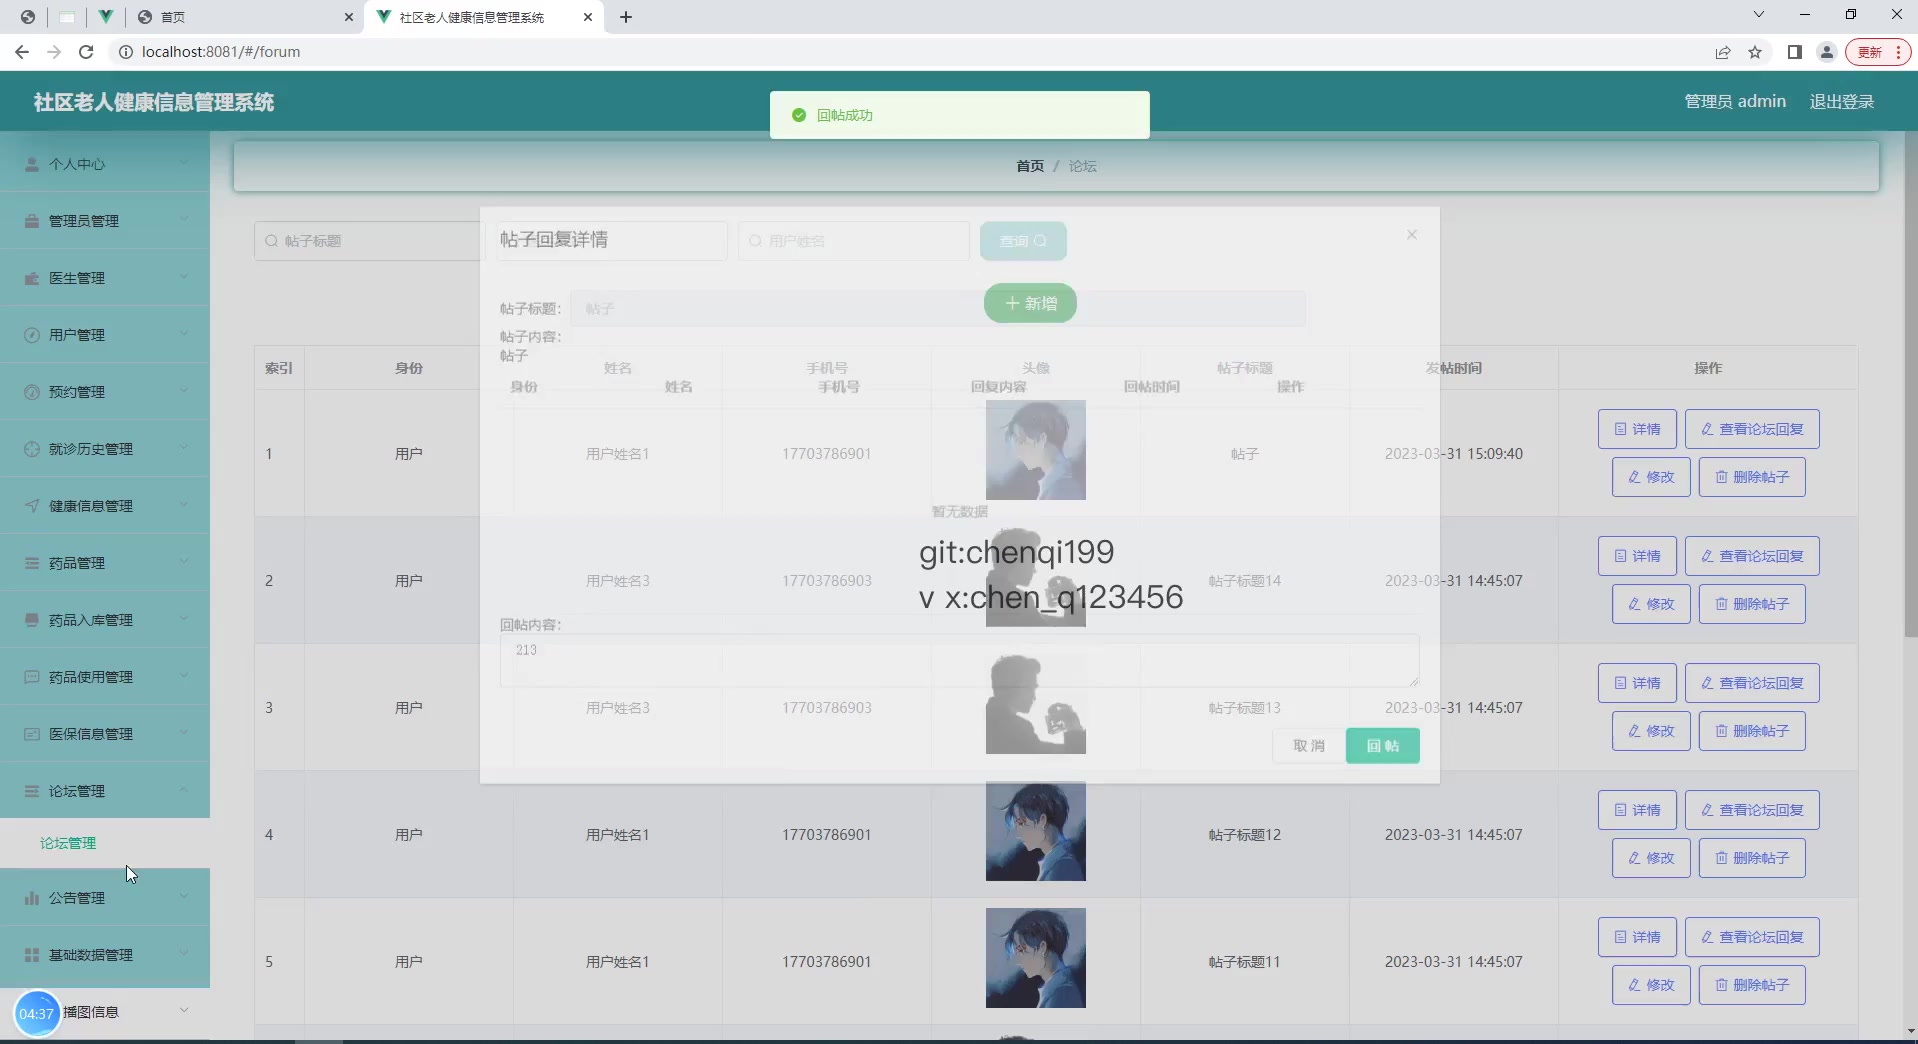 首页
社区老人健康信息管理系统
localhost:8081/#/forum
更新
社区老人健康信息管理系统
回帖成功
管理员 admin
退出登录
个人中心
管理员管理
医生管理
用户管理
预约管理
就诊历史管理
健康信息管理
药品管理
药品入库管理
药品使用管理
医保信息管理
论坛管理
论坛管理
公告管理
基础数据管理
播图信息
04:37
首页 / 论坛
帖子标题
帖子回复详情
用户姓名
查询
新增
帖子标题: 帖子
帖子内容:
帖子
索引 身份 姓名 手机号 头像 帖子标题 发帖时间 操作
身份 姓名 手机号 回复内容 回帖时间 操作
1 用户 用户姓名1 17703786901 帖子 2023-03-31 15:09:40 详情 查看论坛回复
修改 删除帖子
暂无数据
git:chenqi199
v x:chen_q123456
2 用户 用户姓名3 17703786903 帖子标题14 2023-03-31 14:45:07 详情 查看论坛回复
修改 删除帖子
回帖内容:
213
3 用户 用户姓名3 17703786903 帖子标题13 2023-03-31 14:45:07 详情 查看论坛回复
修改 删除帖子
取 消 回 帖
4 用户 用户姓名1 17703786901 帖子标题12 2023-03-31 14:45:07 详情 查看论坛回复
修改 删除帖子
5 用户 用户姓名1 17703786901 帖子标题11 2023-03-31 14:45:07 详情 查看论坛回复
修改 删除帖子